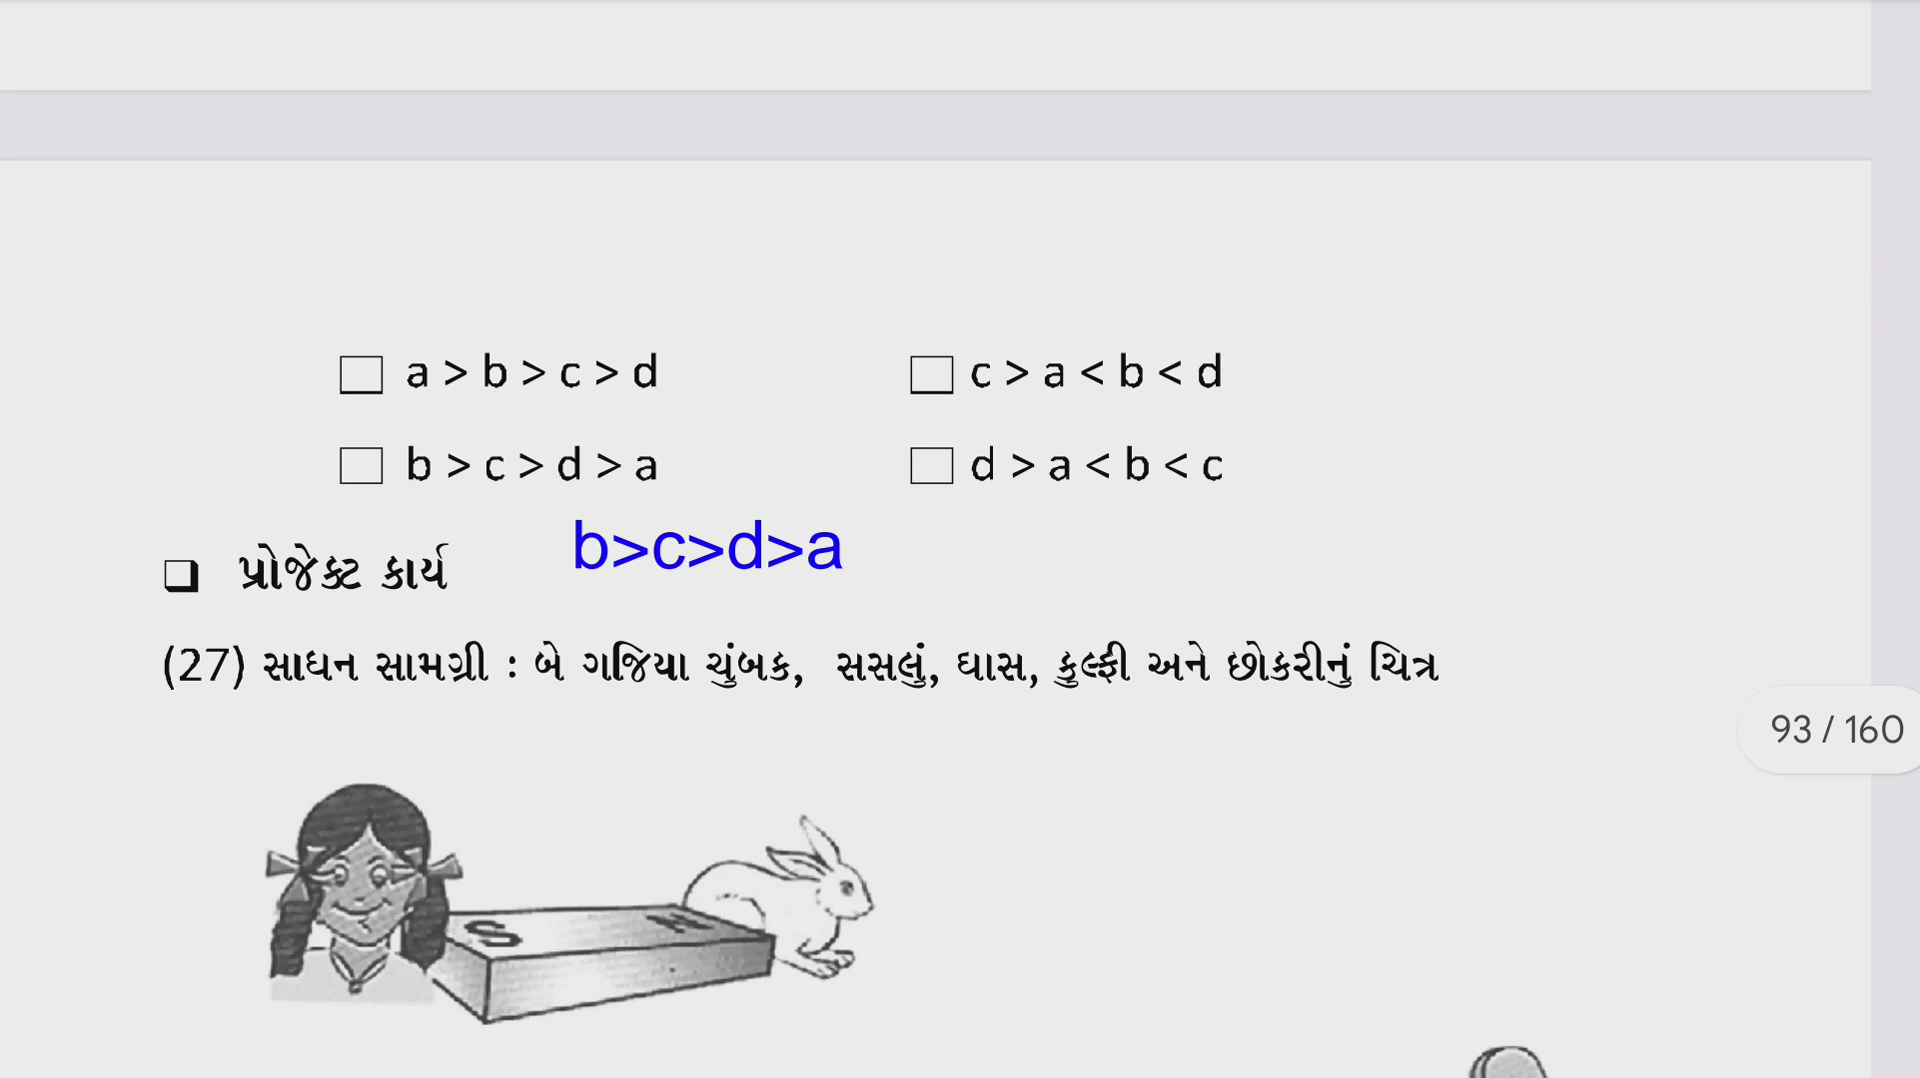 a > b > c > d
c > a < b < d
b > c > d > a
d > a < b < c
b>c>d>a
❑ પ્રોજેક્ટ કાર્ય
(27) સાધન સામગ્રી : બે ગજિયા ચુંબક, સસલું, ઘાસ, કુલ્ફી અને છોકરીનું ચિત્ર
93 / 160
S N